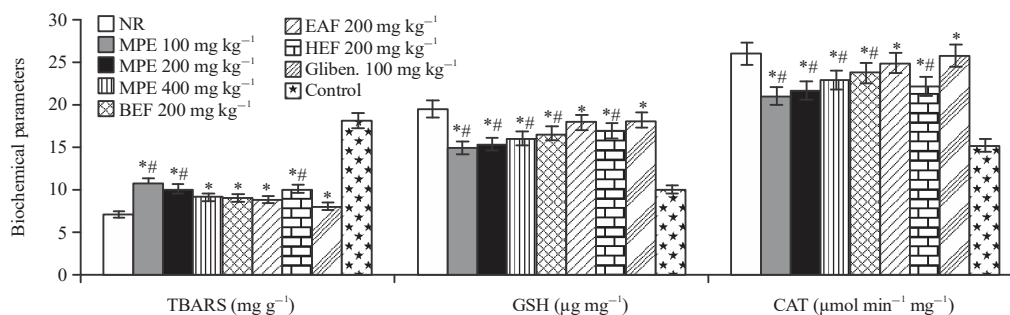 Biochemical parameters
30
25
20
15
10
5
0
NR
MPE 100 mg kg⁻¹
MPE 200 mg kg⁻¹
MPE 400 mg kg⁻¹
BEF 200 mg kg⁻¹
EAF 200 mg kg⁻¹
HEF 200 mg kg⁻¹
Gliben. 100 mg kg⁻¹
Control
*# *# * * * *# *
*# *# *# *# * *# *
*# *# *# *# * *# *
TBARS (mg g⁻¹)
GSH (µg mg⁻¹)
CAT (µmol min⁻¹ mg⁻¹)